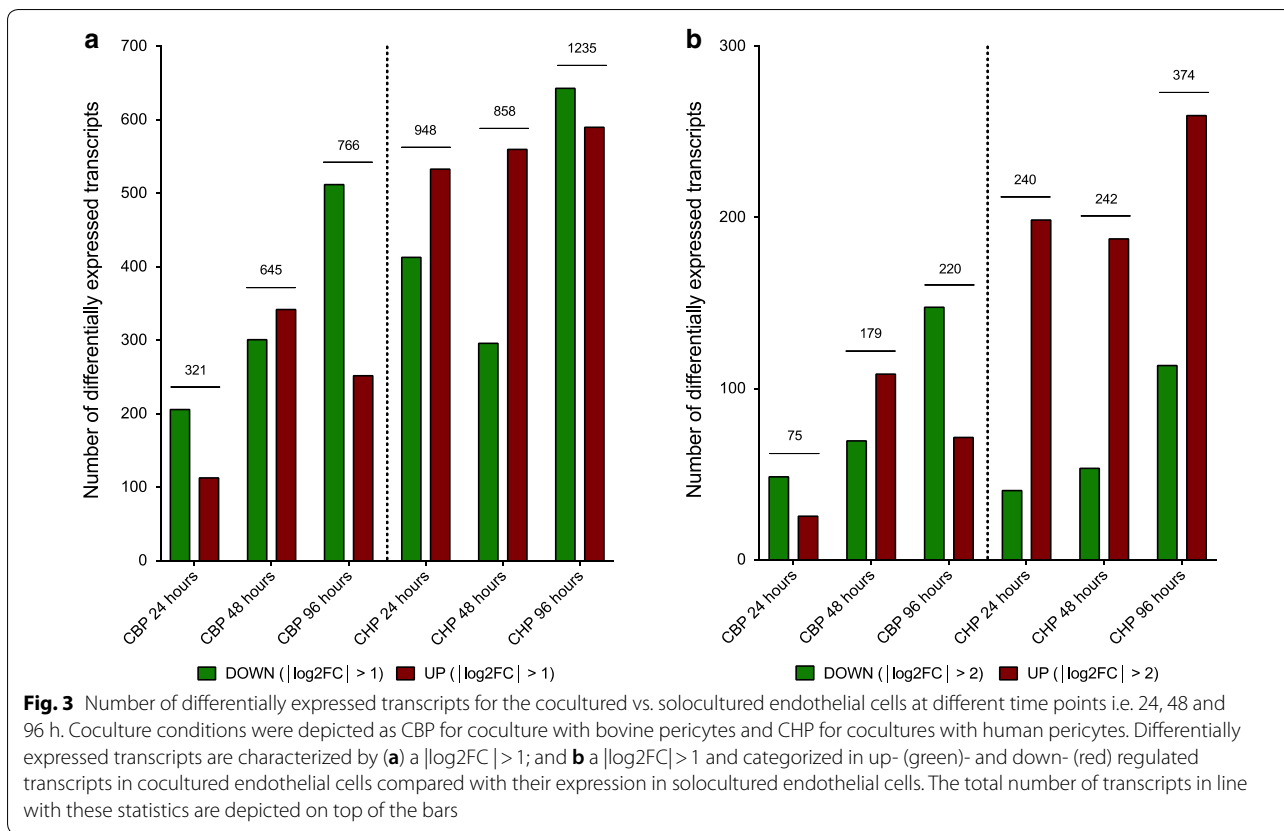 a
700
600
500
400
300
200
100
0
Number of differentially expressed transcripts
321
645
766
948
858
1235
CBP 24 hours
CBP 48 hours
CBP 96 hours
CHP 24 hours
CHP 48 hours
CHP 96 hours
DOWN (|log2FC| > 1) UP (|log2FC| > 1)
b
300
200
100
0
Number of differentially expressed transcripts
75
179
220
240
242
374
CBP 24 hours
CBP 48 hours
CBP 96 hours
CHP 24 hours
CHP 48 hours
CHP 96 hours
DOWN (|log2FC| > 2) UP (|log2FC| > 2)
Fig. 3 Number of differentially expressed transcripts for the cocultured vs. solocultured endothelial cells at different time points i.e. 24, 48 and
96 h. Coculture conditions were depicted as CBP for coculture with bovine pericytes and CHP for cocultures with human pericytes. Differentially
expressed transcripts are characterized by (a) a |log2FC| > 1; and b a |log2FC| > 1 and categorized in up- (green)- and down- (red) regulated
transcripts in cocultured endothelial cells compared with their expression in solocultured endothelial cells. The total number of transcripts in line
with these statistics are depicted on top of the bars